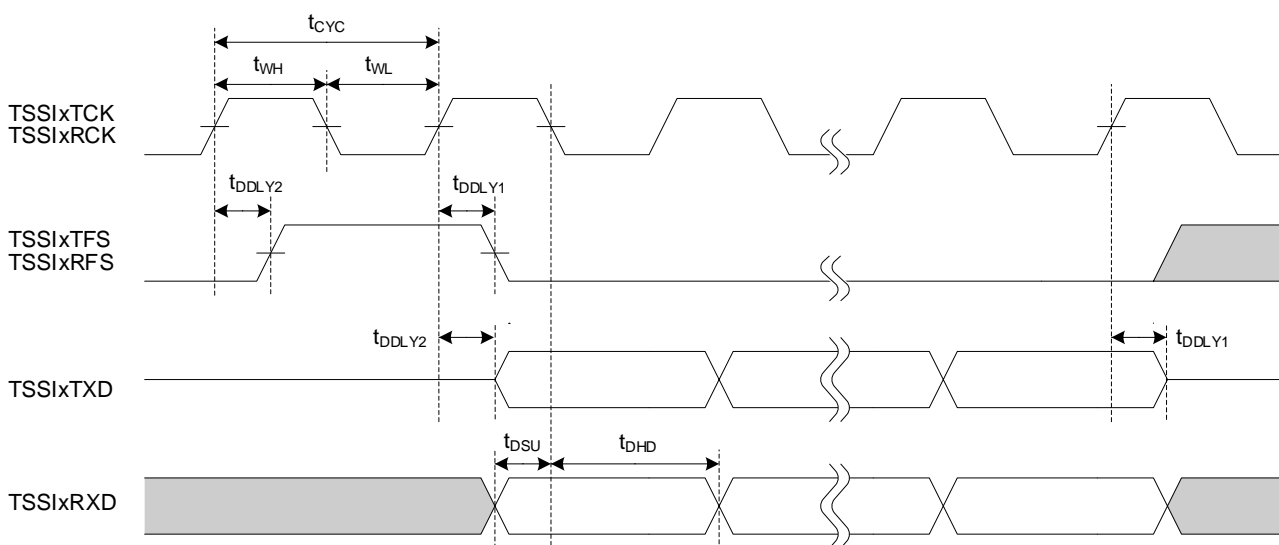 tCYC
tWH
tWL
TSSIxTCK
TSSIxRCK
tDDLY2
tDDLY1
TSSIxTFS
TSSIxRFS
tDDLY2
tDDLY1
TSSIxTXD
tDSU
tDHD
TSSIxRXD